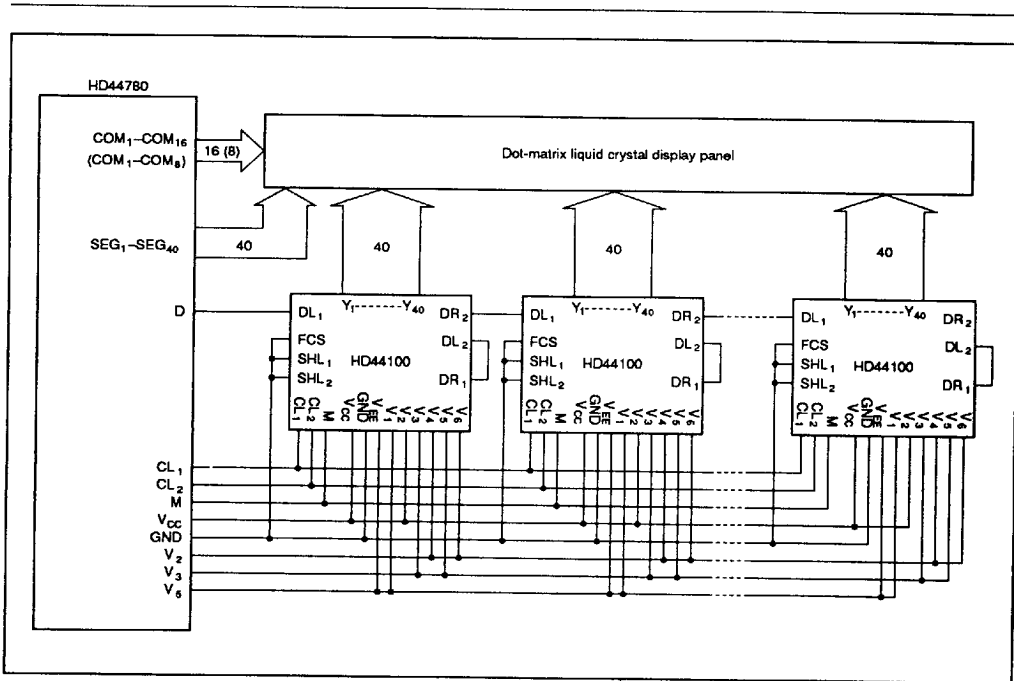 HD44780
COM1–COM16
(COM1–COM8)
16 (8)
Dot-matrix liquid crystal display panel
SEG1–SEG40
40
40
40
40
D
DL1
Y1-------Y40
DR2
FCS
DL2
SHL1
HD44100
SHL2
DR1
CL1 CL2 M VCC GND VEE V1 V2 V3 V4 V5 V6
DL1
Y1-------Y40
DR2
FCS
DL2
SHL1
HD44100
SHL2
DR1
CL1 CL2 M VCC GND VEE V1 V2 V3 V4 V5 V6
DL1
Y1-------Y40
DR2
FCS
DL2
SHL1
HD44100
SHL2
DR1
CL1 CL2 M VCC GND VEE V1 V2 V3 V4 V5 V6
CL1
CL2
M
VCC
GND
V2
V3
V5